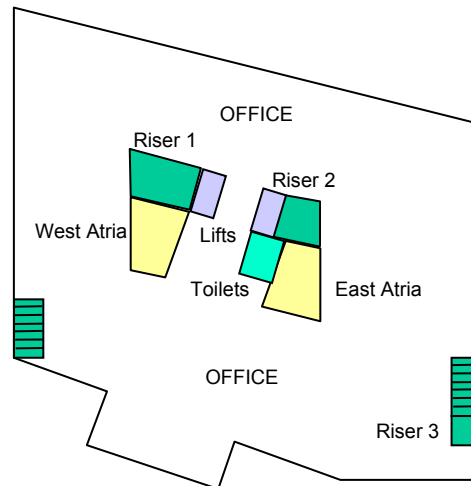 OFFICE
Riser 1
Riser 2
West Atria
Lifts
Toilets
East Atria
OFFICE
Riser 3